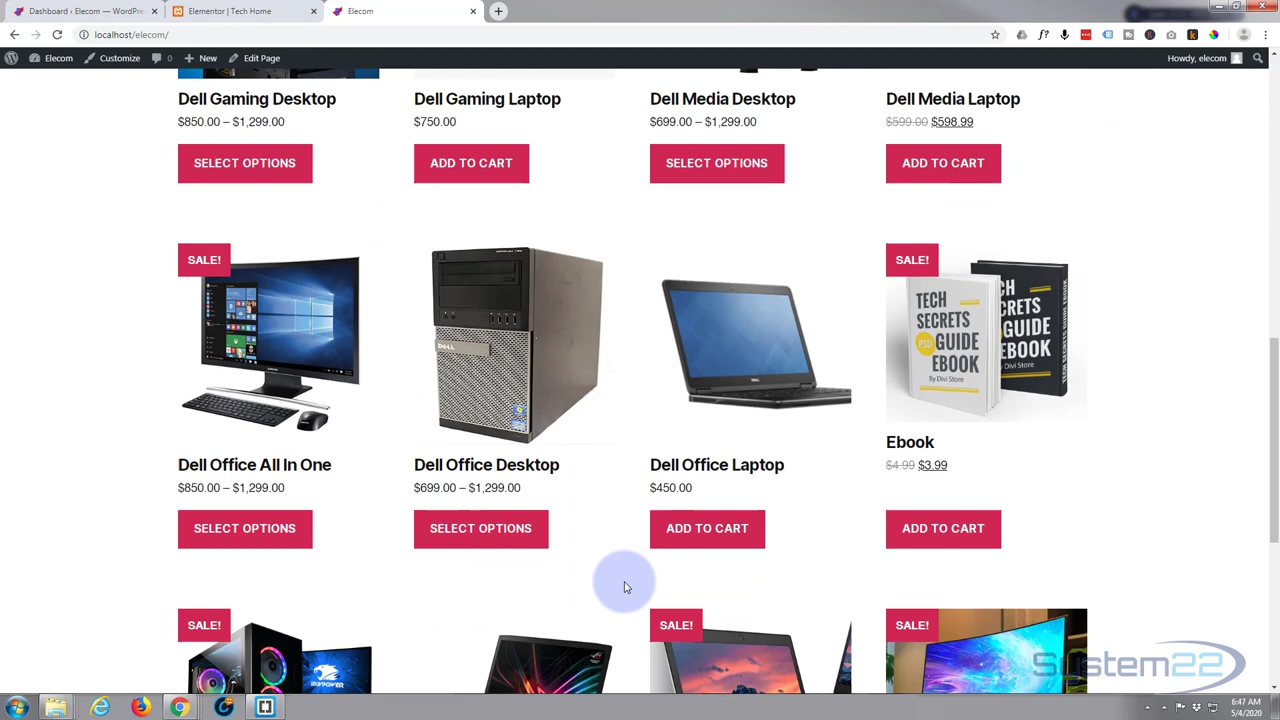 Dashboard ‹ Elecom — WordPre
Elementor | Tech Home
Elecom
localhost/elecom/
Elecom
Customize
0
New
Edit Page
Howdy, elecom
Dell Gaming Desktop
Dell Gaming Laptop
Dell Media Desktop
Dell Media Laptop
$850.00 – $1,299.00
$750.00
$699.00 – $1,299.00
$599.00 $598.99
SELECT OPTIONS
ADD TO CART
SELECT OPTIONS
ADD TO CART
SALE!
SALE!
DELL
TECH
SECRETS
GUIDE
EBOOK
PSD
By Divi Store
Dell Office All In One
Dell Office Desktop
Dell Office Laptop
Ebook
$850.00 – $1,299.00
$699.00 – $1,299.00
$450.00
$4.99 $3.99
SELECT OPTIONS
SELECT OPTIONS
ADD TO CART
ADD TO CART
SALE!
SALE!
SALE!
System22
6:47 AM
5/4/2020